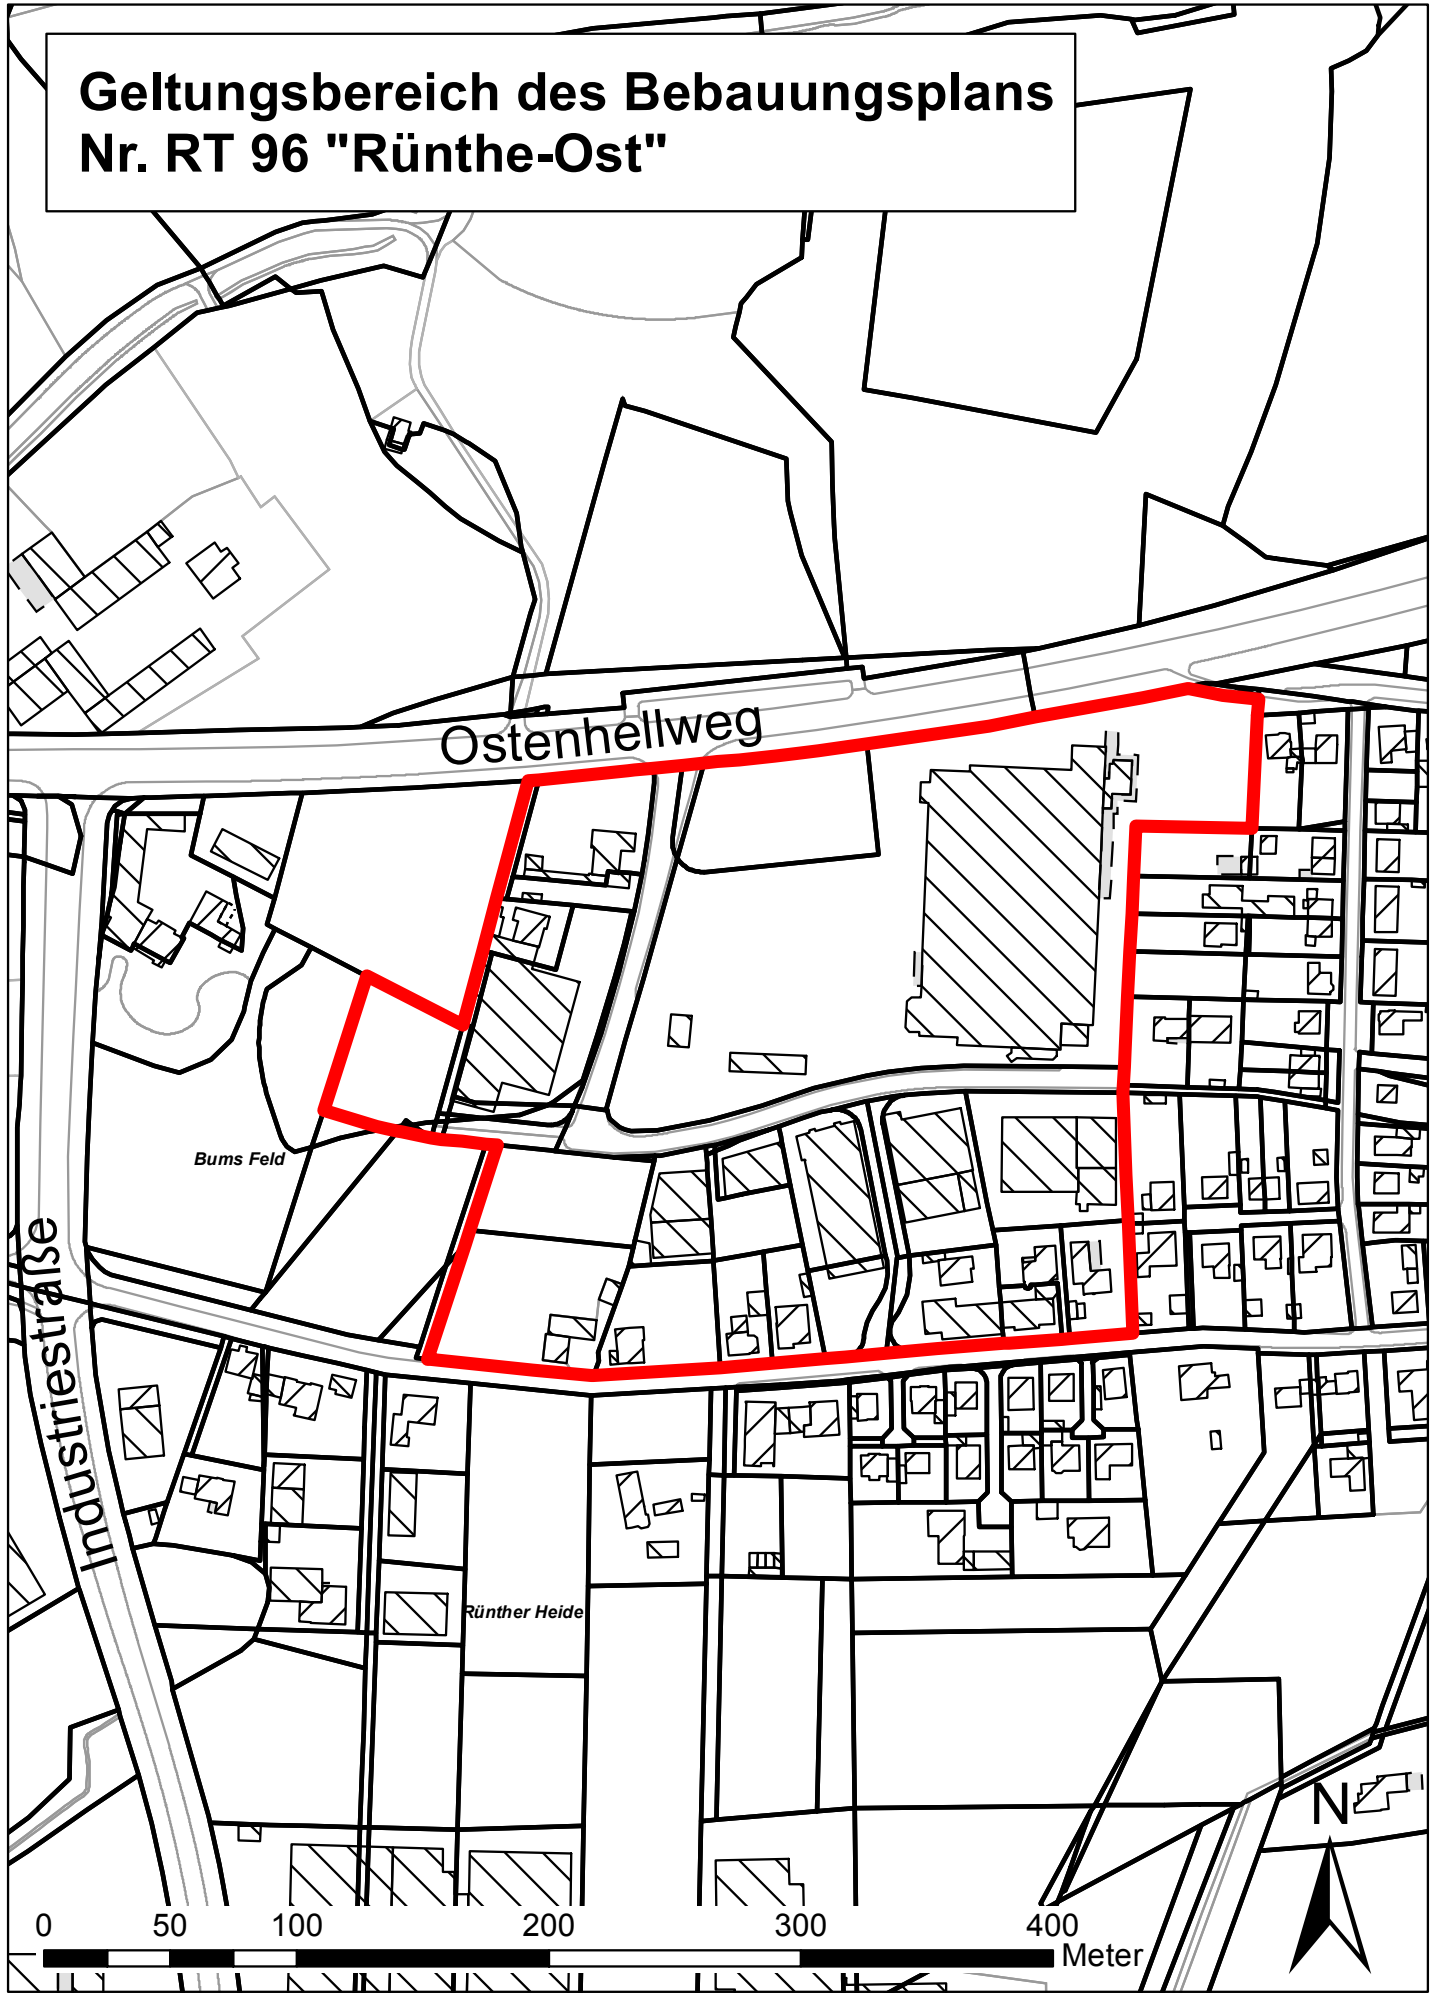 Geltungsbereich des Bebauungsplans
Nr. RT 96 "Rünthe-Ost"
Ostenhellweg
Bums Feld
Industriestraße
Rünther Heide
N
0 50 100 200 300 400
Meter